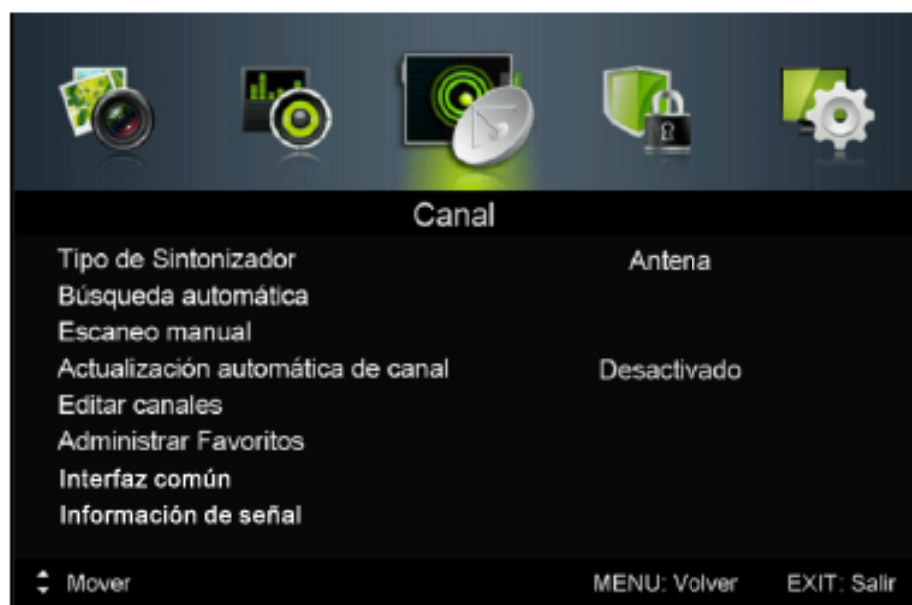 Canal
Tipo de Sintonizador Antena
Búsqueda automática
Escaneo manual
Actualización automática de canal Desactivado
Editar canales
Administrar Favoritos
Interfaz común
Información de señal
Mover MENU: Volver EXIT: Salir